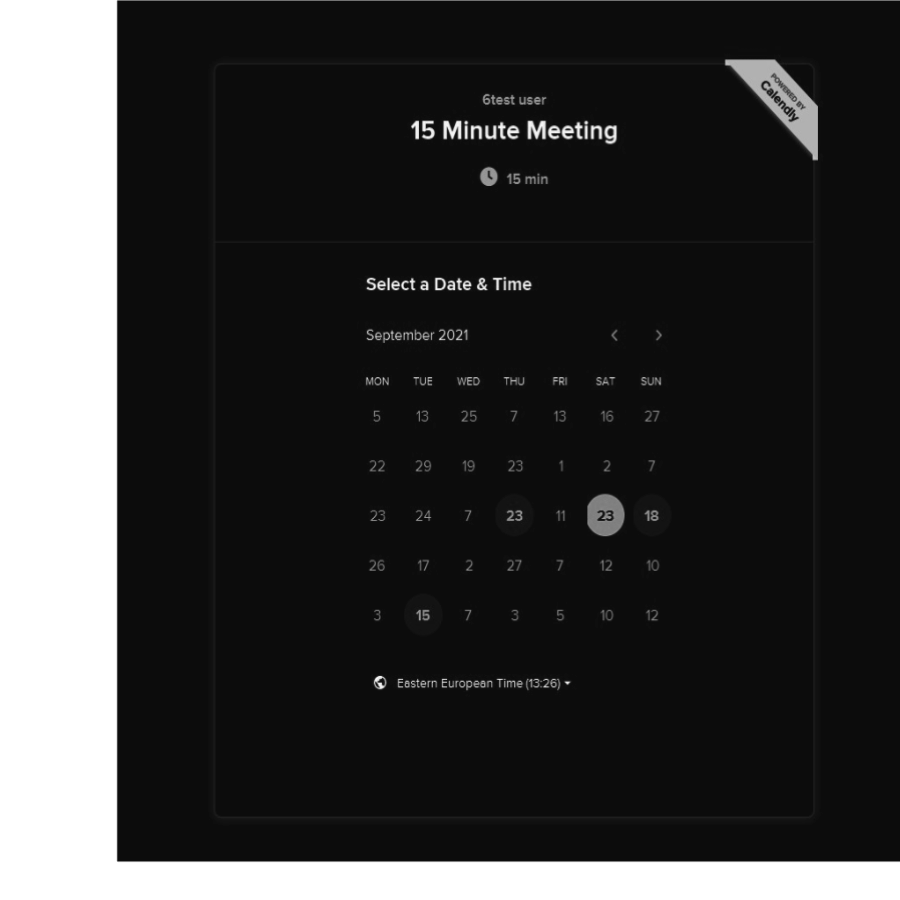 POWERED BY
Calendly
6test user
15 Minute Meeting
15 min
Select a Date & Time
September 2021
MON TUE WED THU FRI SAT SUN
5 13 25 7 13 16 27
22 29 19 23 1 2 7
23 24 7 23 11 23 18
26 17 2 27 7 12 10
3 15 7 3 5 10 12
Eastern European Time (13:26)